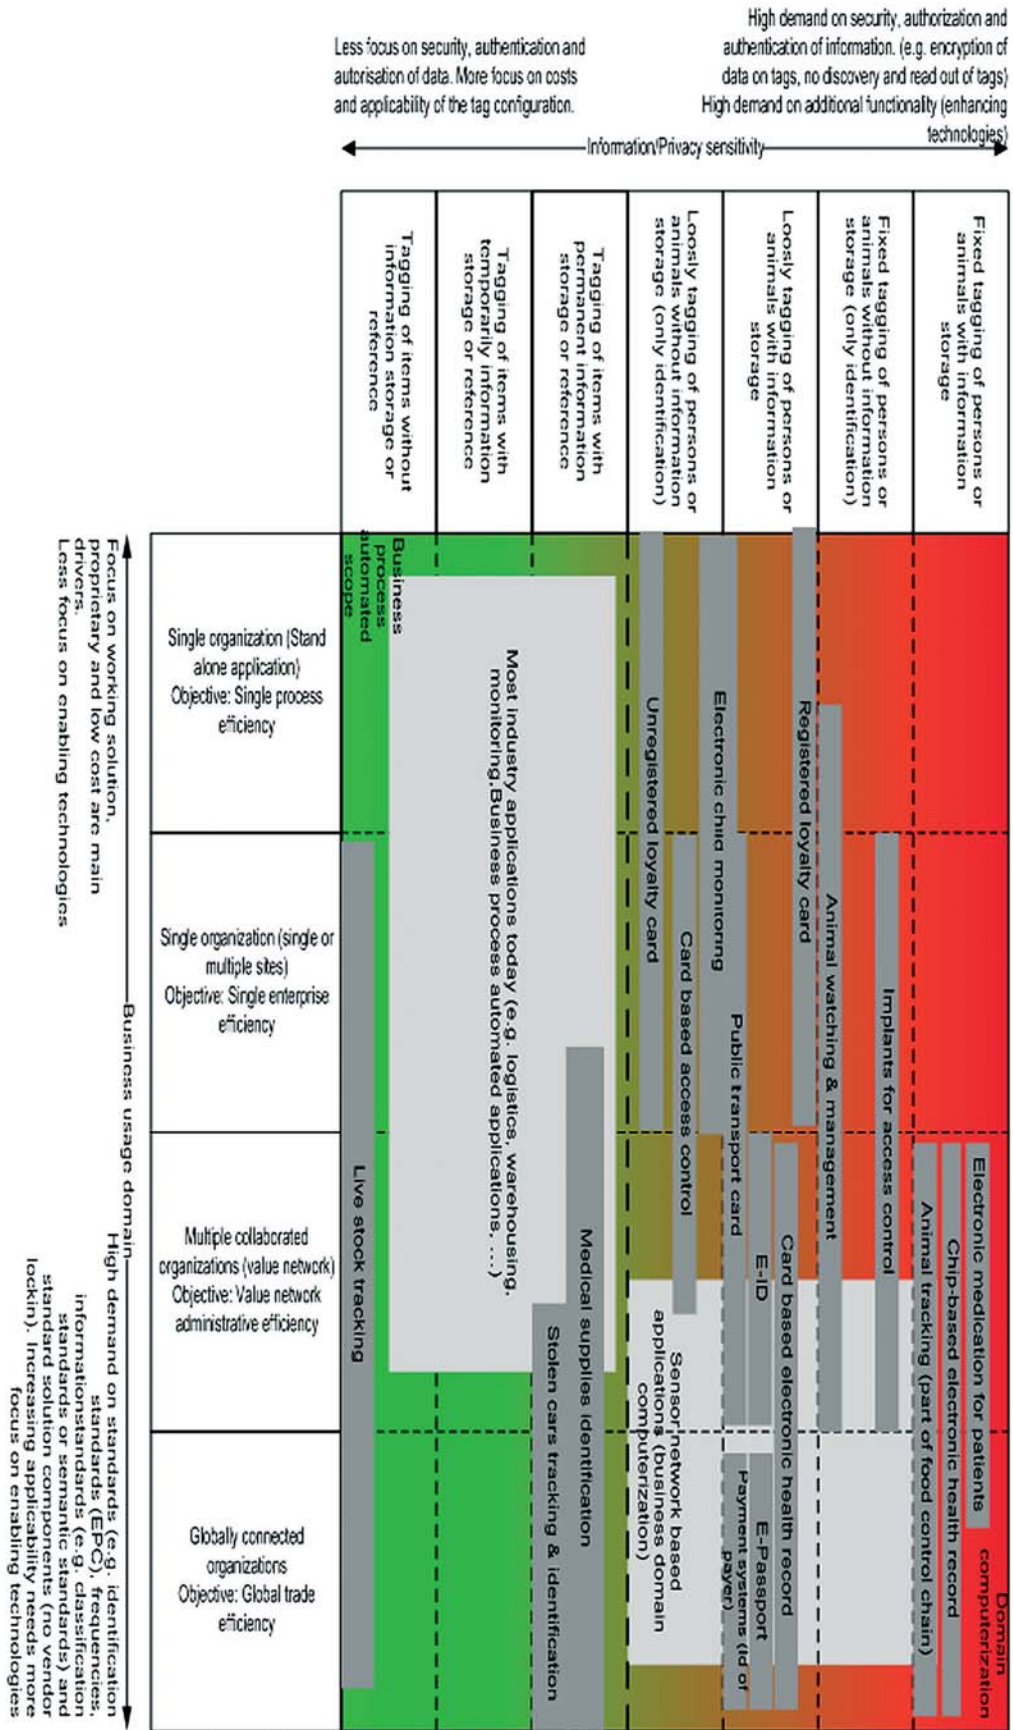 High demand on security, authorization and
authentication of information. (e.g. encryption of
data on tags, no discovery and read out of tags)
High demand on additional functionality (enhancing
technologies)
Less focus on security, authentication and
autorisation of data. More focus on costs
and applicability of the tag configuration.
Information/Privacy sensitivity
Tagging of items without
information storage or
reference
Tagging of items with
temporarily information
storage or reference
Tagging of items with
permanent information
storage or reference
Loosly tagging of persons or
animals without information
storage (only identification)
Loosly tagging of persons or
animals with information
storage
Fixed tagging of persons or
animals without information
storage (only identification)
Fixed tagging of persons or
animals with information
storage
Business
process
automated
scope
Most industry applications today (e.g. logistics, warehousing,
monitoring.Business process automated applications, ...)
Unregistered loyalty card
Card based access control
Electronic child monitoring
Public transport card
Registered loyalty card
Animal watching & management
Implants for access control
Live stock tracking
Medical supplies identification
Stolen cars tracking & identification
Sensor network based
applications (business domain
computerization)
E-ID
Card based electronic health record
E-Passport
Payment systems (Id of
payer)
Animal tracking (part of food control chain)
Chip-based electronic health record
Electronic medication for patients
Domain
computerization
Single organization (Stand
alone application)
Objective: Single process
efficiency
Single organization (single or
multiple sites)
Objective: Single enterprise
efficiency
Multiple collaborated
organizations (value network)
Objective: Value network
administrative efficiency
Globally connected
organizations
Objective: Global trade
efficiency
Business usage domain
Focus on working solution,
proprietary and low cost are main
drivers.
Less focus on enabling technologies
High demand on standards (e.g. identification
standards (EPC), frequencies,
informationstandards (e.g. classification
standards or semantic standards) and
standard solution components (no vendor
lockin). Increasing applicability needs more
focus on enabling technologies